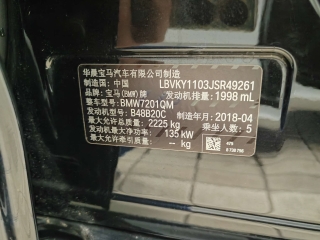 华晨宝马汽车有限公司制造
制造国：中国 LBVKY1103JSR49261
品牌：宝马(BMW)牌 发动机排量：1998 mL
整车型号：BMW7201QM
发动机型号：B48B20C 制造年月：2018-04
最大允许总质量：2225 kg 乘坐人数：5
发动机最大净功率：135 kW
最大允许牵引质量：-- kg